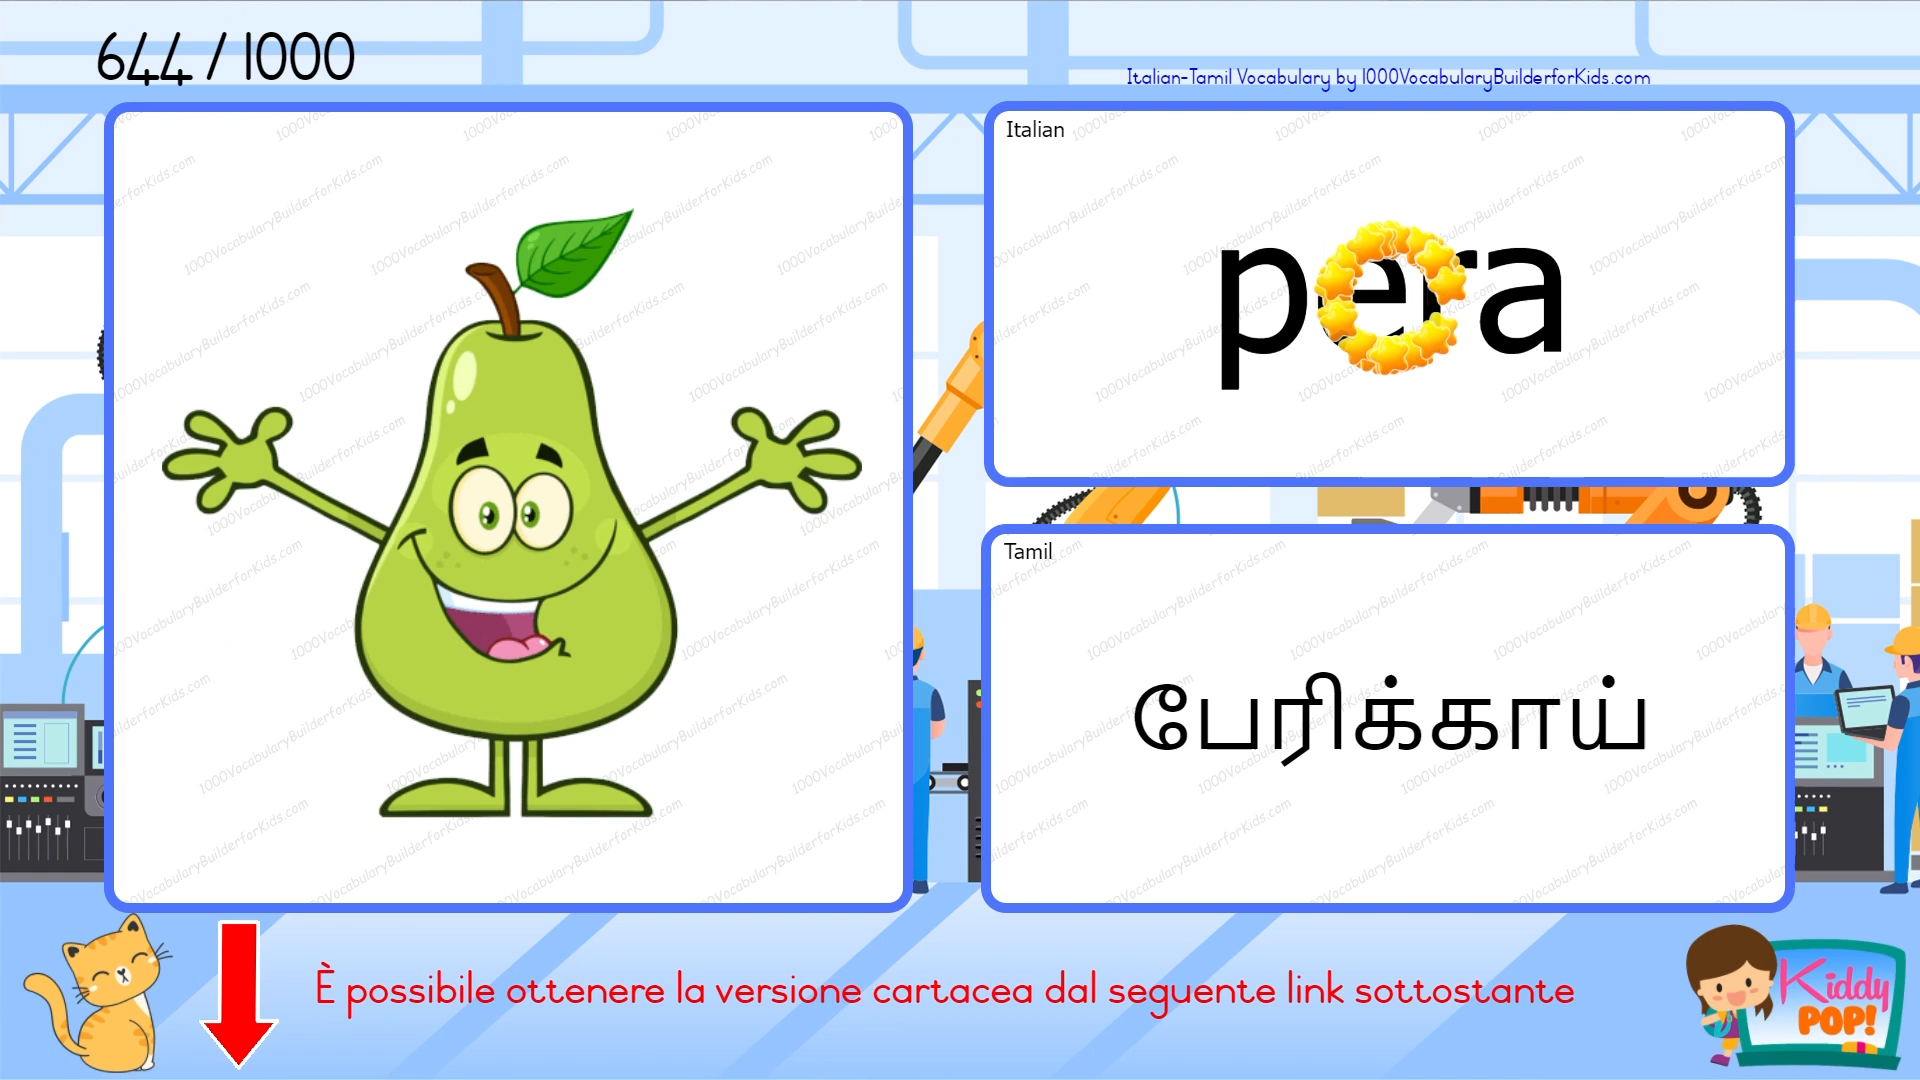 644 / 1000
Italian-Tamil Vocabulary by 1000VocabularyBuilderforKids.com
Italian
pera
Tamil
பேரிக்காய்
È possibile ottenere la versione cartacea dal seguente link sottostante
Kiddy
POP!